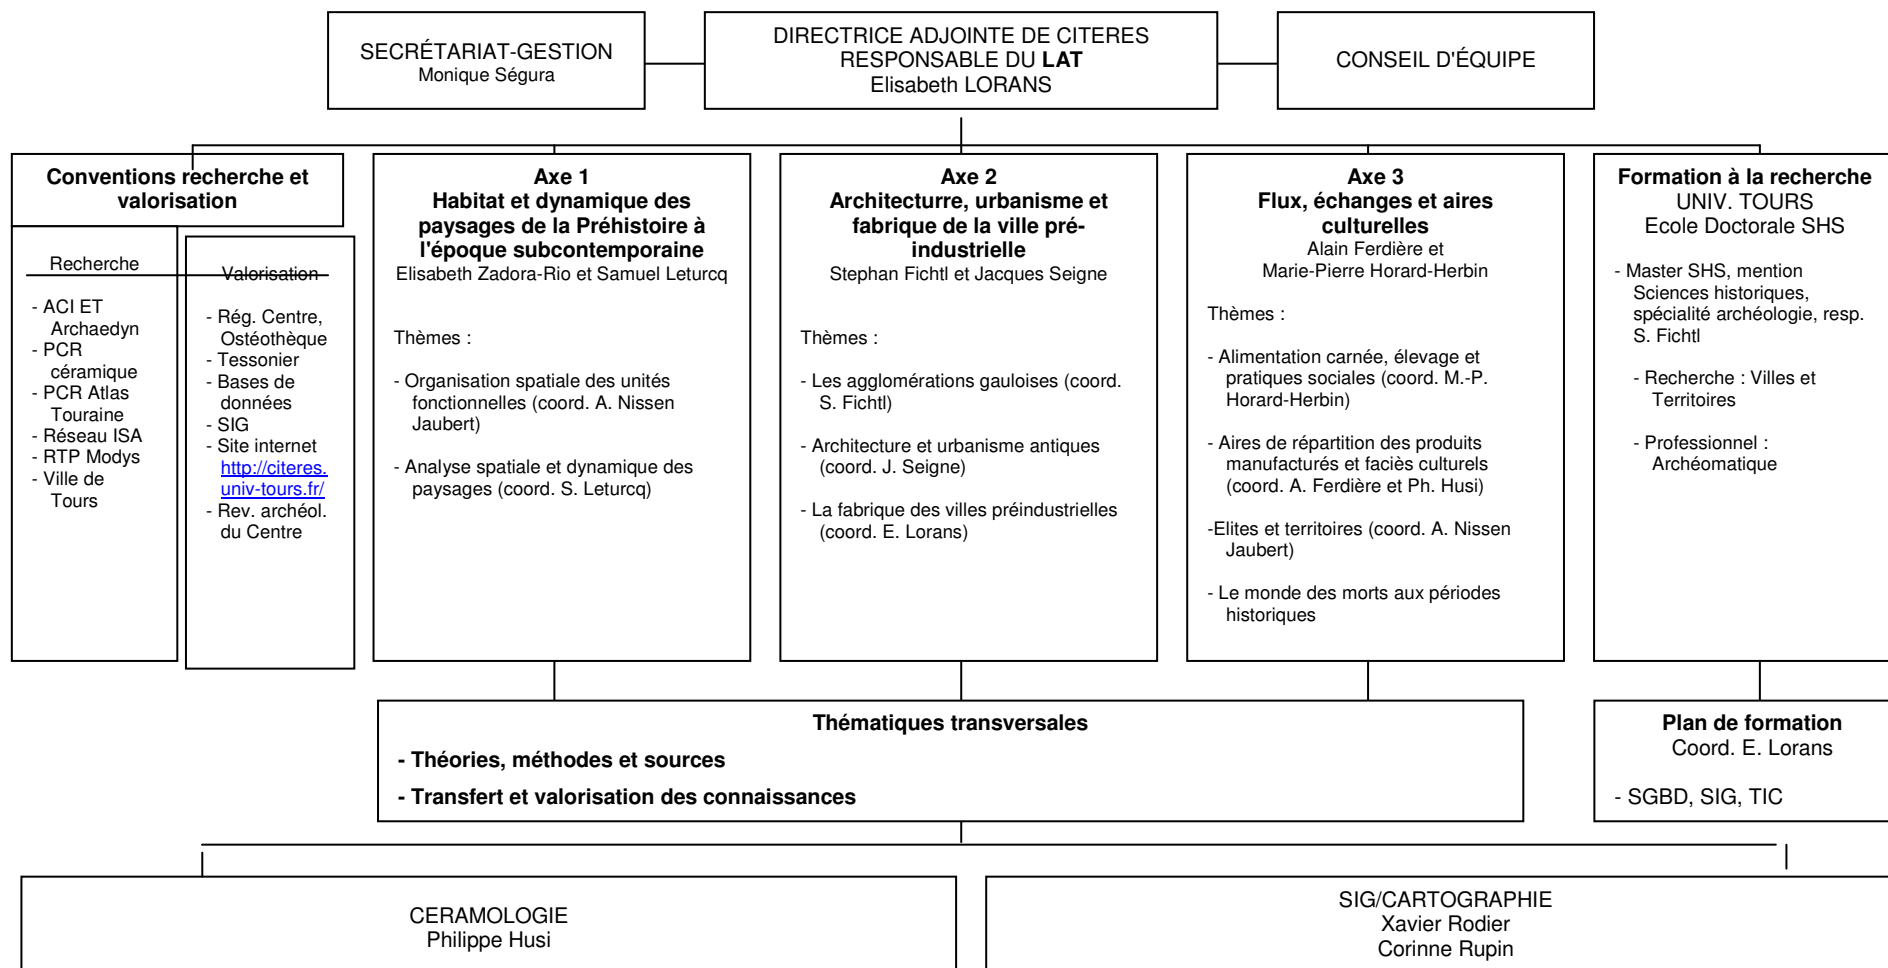 SECRÉTARIAT-GESTION
Monique Ségura
DIRECTRICE ADJOINTE DE CITERES
RESPONSABLE DU LAT
Elisabeth LORANS
CONSEIL D'ÉQUIPE
Conventions recherche et
valorisation
Recherche
- ACI ET
Archaedyn
- PCR
céramique
- PCR Atlas
Touraine
- Réseau ISA
- RTP Modys
- Ville de
Tours
Valorisation
- Rég. Centre,
Ostéothèque
- Tessonier
- Bases de
données
- SIG
- Site internet
http://citeres.
univ-tours.fr/
- Rev. archéol.
du Centre
Axe 1
Habitat et dynamique des
paysages de la Préhistoire à
l'époque subcontemporaine
Elisabeth Zadora-Rio et Samuel Leturcq
Thèmes :
- Organisation spatiale des unités
fonctionnelles (coord. A. Nissen
Jaubert)
- Analyse spatiale et dynamique des
paysages (coord. S. Leturcq)
Axe 2
Architecturre, urbanisme et
fabrique de la ville pré-
industrielle
Stephan Fichtl et Jacques Seigne
Thèmes :
- Les agglomérations gauloises (coord.
S. Fichtl)
- Architecture et urbanisme antiques
(coord. J. Seigne)
- La fabrique des villes préindustrielles
(coord. E. Lorans)
Axe 3
Flux, échanges et aires
culturelles
Alain Ferdière et
Marie-Pierre Horard-Herbin
Thèmes :
- Alimentation carnée, élevage et
pratiques sociales (coord. M.-P.
Horard-Herbin)
- Aires de répartition des produits
manufacturés et faciès culturels
(coord. A. Ferdière et Ph. Husi)
-Elites et territoires (coord. A. Nissen
Jaubert)
- Le monde des morts aux périodes
historiques
Formation à la recherche
UNIV. TOURS
Ecole Doctorale SHS
- Master SHS, mention
Sciences historiques,
spécialité archéologie, resp.
S. Fichtl
- Recherche : Villes et
Territoires
- Professionnel :
Archéomatique
Thématiques transversales
- Théories, méthodes et sources
- Transfert et valorisation des connaissances
Plan de formation
Coord. E. Lorans
- SGBD, SIG, TIC
CERAMOLOGIE
Philippe Husi
SIG/CARTOGRAPHIE
Xavier Rodier
Corinne Rupin